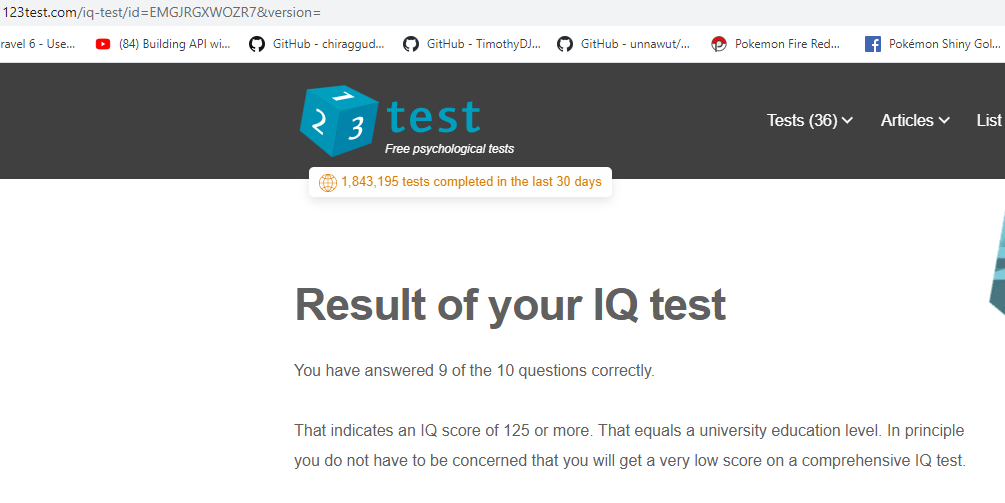 123test.com/iq-test/id=EMGJRGXWOZR7&version=
ravel 6 - Use... (84) Building API wi... GitHub - chiraggud... GitHub - TimothyDJ... GitHub - unnawut/... Pokemon Fire Red... Pokémon Shiny Gol...
1 2 3 test
Free psychological tests
Tests (36) Articles List
1,843,195 tests completed in the last 30 days
Result of your IQ test
You have answered 9 of the 10 questions correctly.
That indicates an IQ score of 125 or more. That equals a university education level. In principle
you do not have to be concerned that you will get a very low score on a comprehensive IQ test.